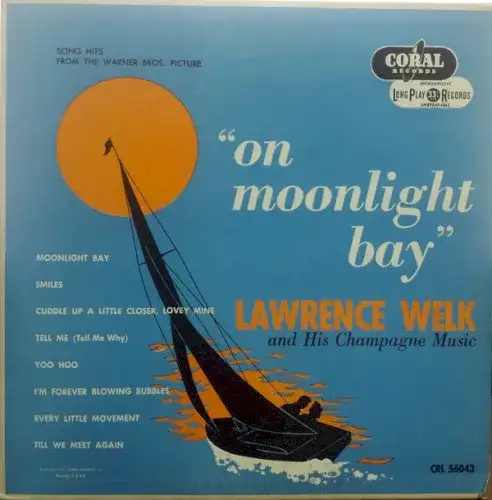 SONG HITS
FROM THE WARNER BROS. PICTURE
CORAL
RECORDS
MICROGROOVE
LONG PLAY 33⅓ RECORDS
UNBREAKABLE
"on
moonlight
bay"
LAWRENCE WELK
and His Champagne Music
MOONLIGHT BAY
SMILES
CUDDLE UP A LITTLE CLOSER, LOVEY MINE
TELL ME (Tell Me Why)
YOO HOO
I'M FOREVER BLOWING BUBBLES
EVERY LITTLE MOVEMENT
TILL WE MEET AGAIN
CRL 56043